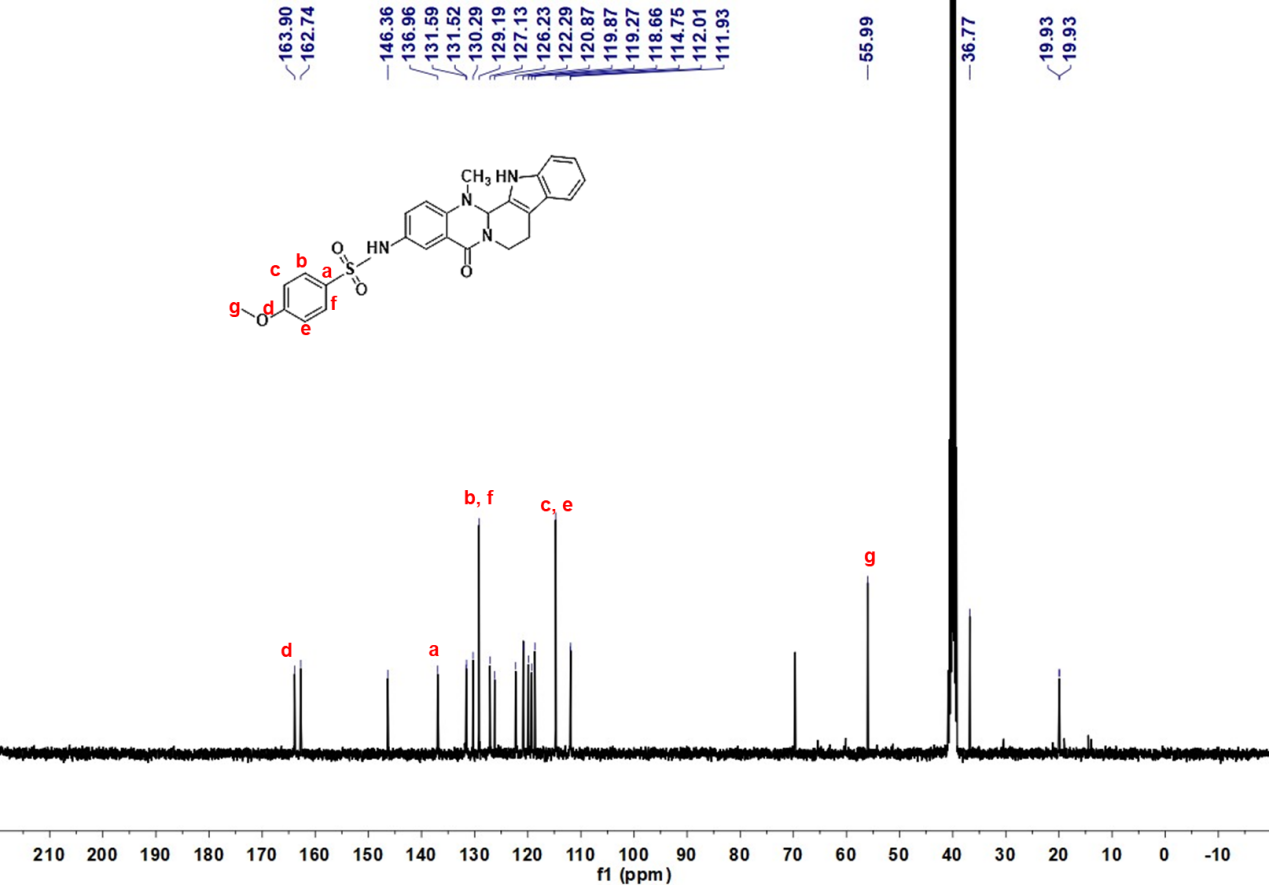 163.90
162.74
146.36
136.96
131.59
131.52
130.29
129.19
127.13
126.23
122.29
120.87
119.87
119.27
118.66
114.75
112.01
111.93
55.99
36.77
19.93
19.93
CH3
HN
N
HN
N
O
O
S
O
O
a
b
c
d
e
f
g
b, f
c, e
g
d
a
210 200 190 180 170 160 150 140 130 120 110 100 90 80 70 60 50 40 30 20 10 0 -10
f1 (ppm)